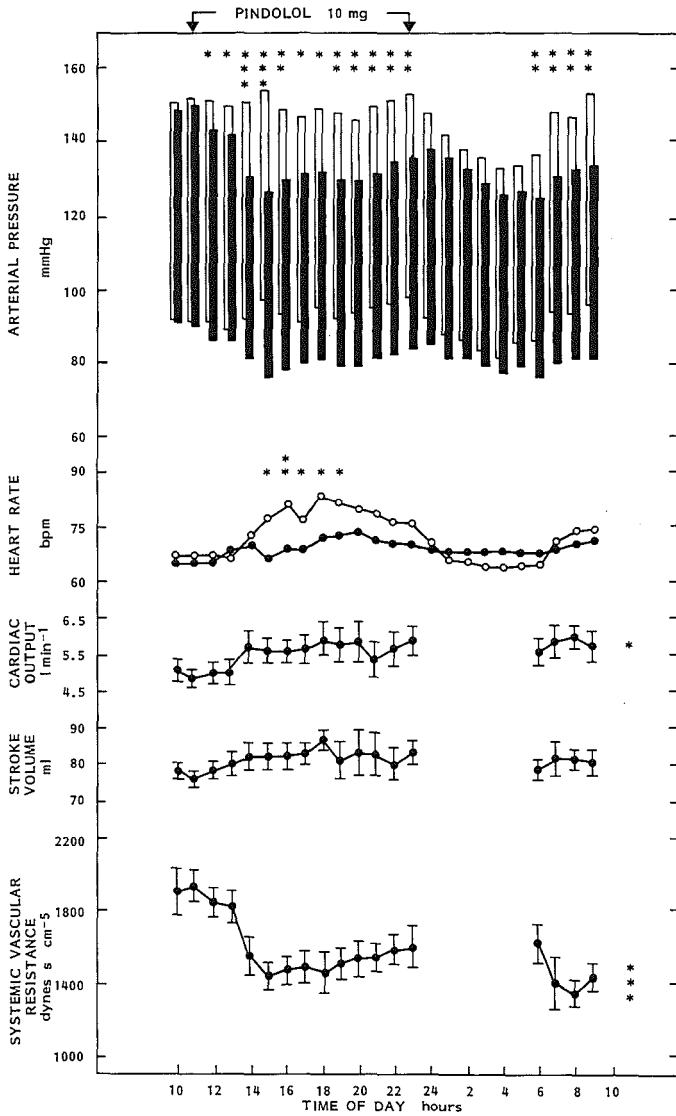 PINDOLOL 10 mg
ARTERIAL PRESSURE
mmHg
160
140
120
100
80
60
* * * * * * * * * * * * * * * *
* * * * * * * * * * * *
* *
HEART RATE
bpm
90
75
60
*
* * * * *
CARDIAC
OUTPUT
l min-1
6.5
5.5
4.5
*
STROKE
VOLUME
ml
90
80
70
SYSTEMIC VASCULAR
RESISTANCE
dynes s cm-5
2200
1800
1400
1000
***
10 12 14 16 18 20 22 24 2 4 6 8 10
TIME OF DAY hours